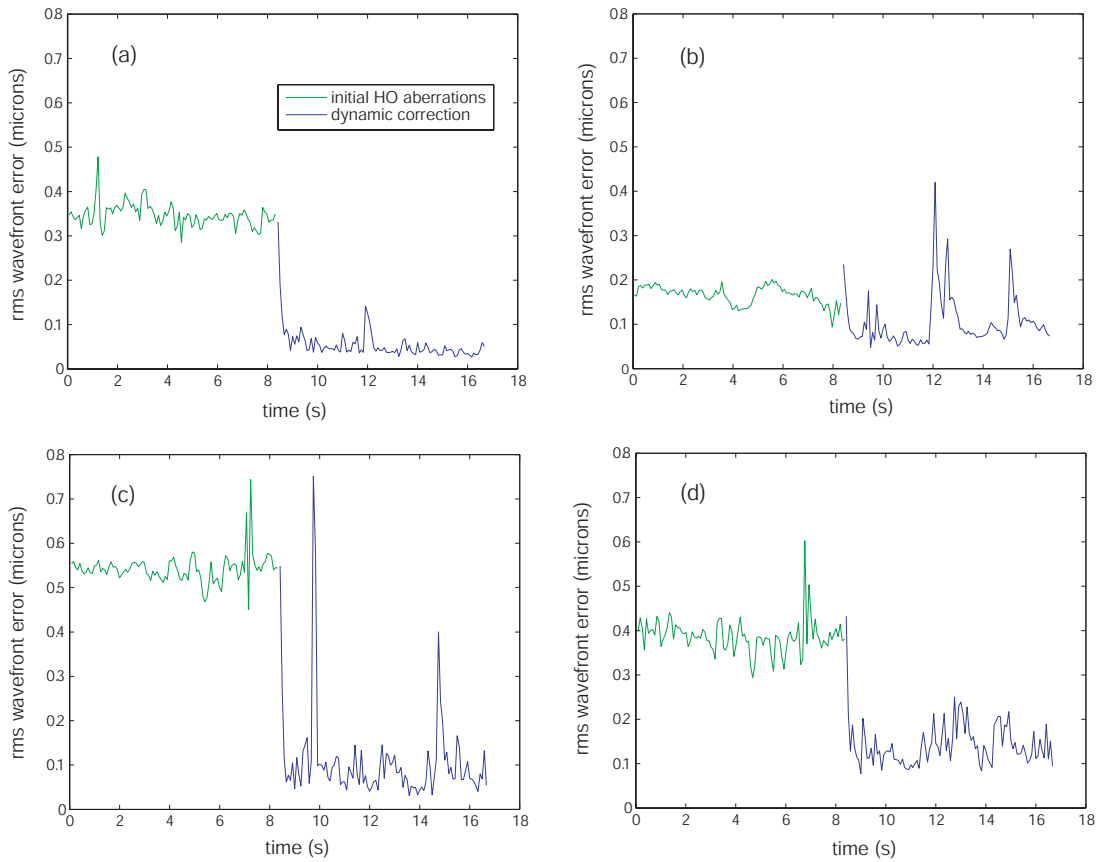 (a)
initial HO aberrations
dynamic correction
rms wavefront error (microns)
0.8
0.7
0.6
0.5
0.4
0.3
0.2
0.1
0
0 2 4 6 8 10 12 14 16 18
time (s)
(b)
rms wavefront error (microns)
0.8
0.7
0.6
0.5
0.4
0.3
0.2
0.1
0
0 2 4 6 8 10 12 14 16 18
time (s)
(c)
rms wavefront error (microns)
0.8
0.7
0.6
0.5
0.4
0.3
0.2
0.1
0
0 2 4 6 8 10 12 14 16 18
time (s)
(d)
rms wavefront error (microns)
0.8
0.7
0.6
0.5
0.4
0.3
0.2
0.1
0
0 2 4 6 8 10 12 14 16 18
time (s)